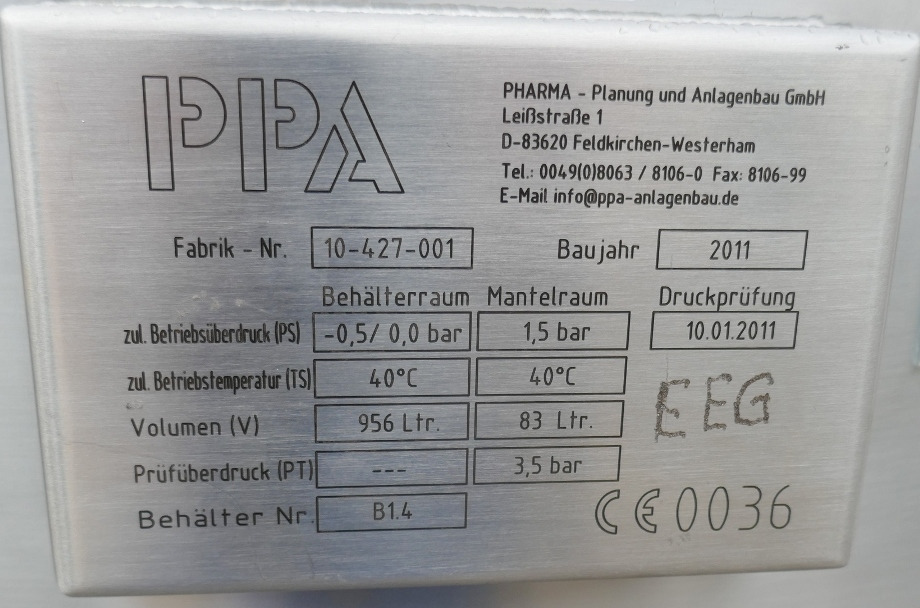 PPA
PHARMA - Planung und Anlagenbau GmbH
Leißstraße 1
D-83620 Feldkirchen-Westerham
Tel.: 0049(0)8063 / 8106-0 Fax: 8106-99
E-Mail info@ppa-anlagenbau.de
Fabrik - Nr. 10-427-001 Baujahr 2011
Behälterraum Mantelraum Druckprüfung
zul. Betriebsüberdruck (PS) -0,5/ 0,0 bar 1,5 bar 10.01.2011
zul. Betriebstemperatur (TS) 40°C 40°C
EEG
Volumen (V) 956 Ltr. 83 Ltr.
Prüfüberdruck (PT) --- 3,5 bar
Behälter Nr. B1.4 CE 0036